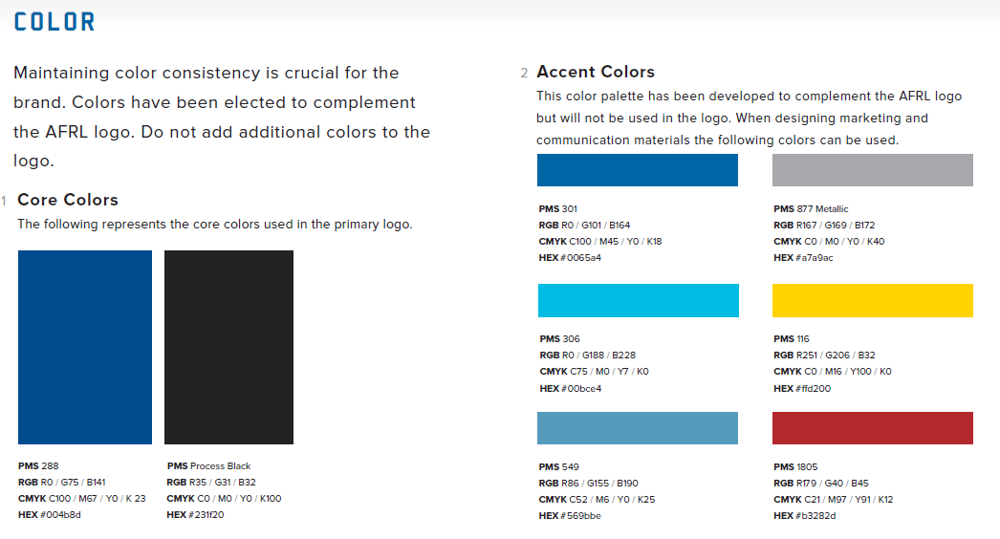 COLOR
Maintaining color consistency is crucial for the
brand. Colors have been elected to complement
the AFRL logo. Do not add additional colors to the
logo.
1 Core Colors
The following represents the core colors used in the primary logo.
PMS 288
RGB R0 / G75 / B141
CMYK C100 / M67 / Y0 / K 23
HEX #004b8d
PMS Process Black
RGB R35 / G31 / B32
CMYK C0 / M0 / Y0 / K100
HEX #231f20
2 Accent Colors
This color palette has been developed to complement the AFRL logo
but will not be used in the logo. When designing marketing and
communication materials the following colors can be used.
PMS 301
RGB R0 / G101 / B164
CMYK C100 / M45 / Y0 / K18
HEX #0065a4
PMS 877 Metallic
RGB R167 / G169 / B172
CMYK C0 / M0 / Y0 / K40
HEX #a7a9ac
PMS 306
RGB R0 / G188 / B228
CMYK C75 / M0 / Y7 / K0
HEX #00bce4
PMS 116
RGB R251 / G206 / B32
CMYK C0 / M16 / Y100 / K0
HEX #ffd200
PMS 549
RGB R86 / G155 / B190
CMYK C52 / M6 / Y0 / K25
HEX #569bbe
PMS 1805
RGB R179 / G40 / B45
CMYK C21 / M97 / Y91 / K12
HEX #b3282d